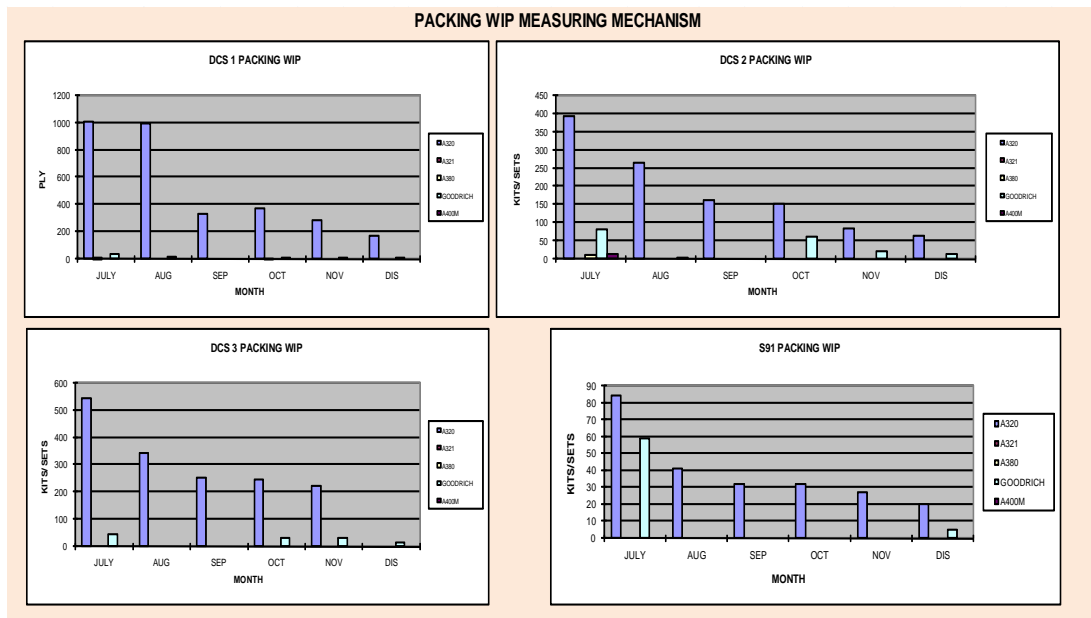 PACKING WIP MEASURING MECHANISM
DCS 1 PACKING WIP
1200
1000
800
600
400
200
0
PLY
JULY AUG SEP OCT NOV DIS
MONTH
A320
A321
A380
GOODRICH
A400M
DCS 2 PACKING WIP
450
400
350
300
250
200
150
100
50
0
KITS/SETS
JULY AUG SEP OCT NOV DIS
MONTH
A320
A321
A380
GOODRICH
A400M
DCS 3 PACKING WIP
600
500
400
300
200
100
0
KITS/SETS
JULY AUG SEP OCT NOV DIS
MONTH
A320
A321
A380
GOODRICH
A400M
S91 PACKING WIP
90
80
70
60
50
40
30
20
10
0
KITS/SETS
JULY AUG SEP OCT NOV DIS
MONTH
A320
A321
A380
GOODRICH
A400M